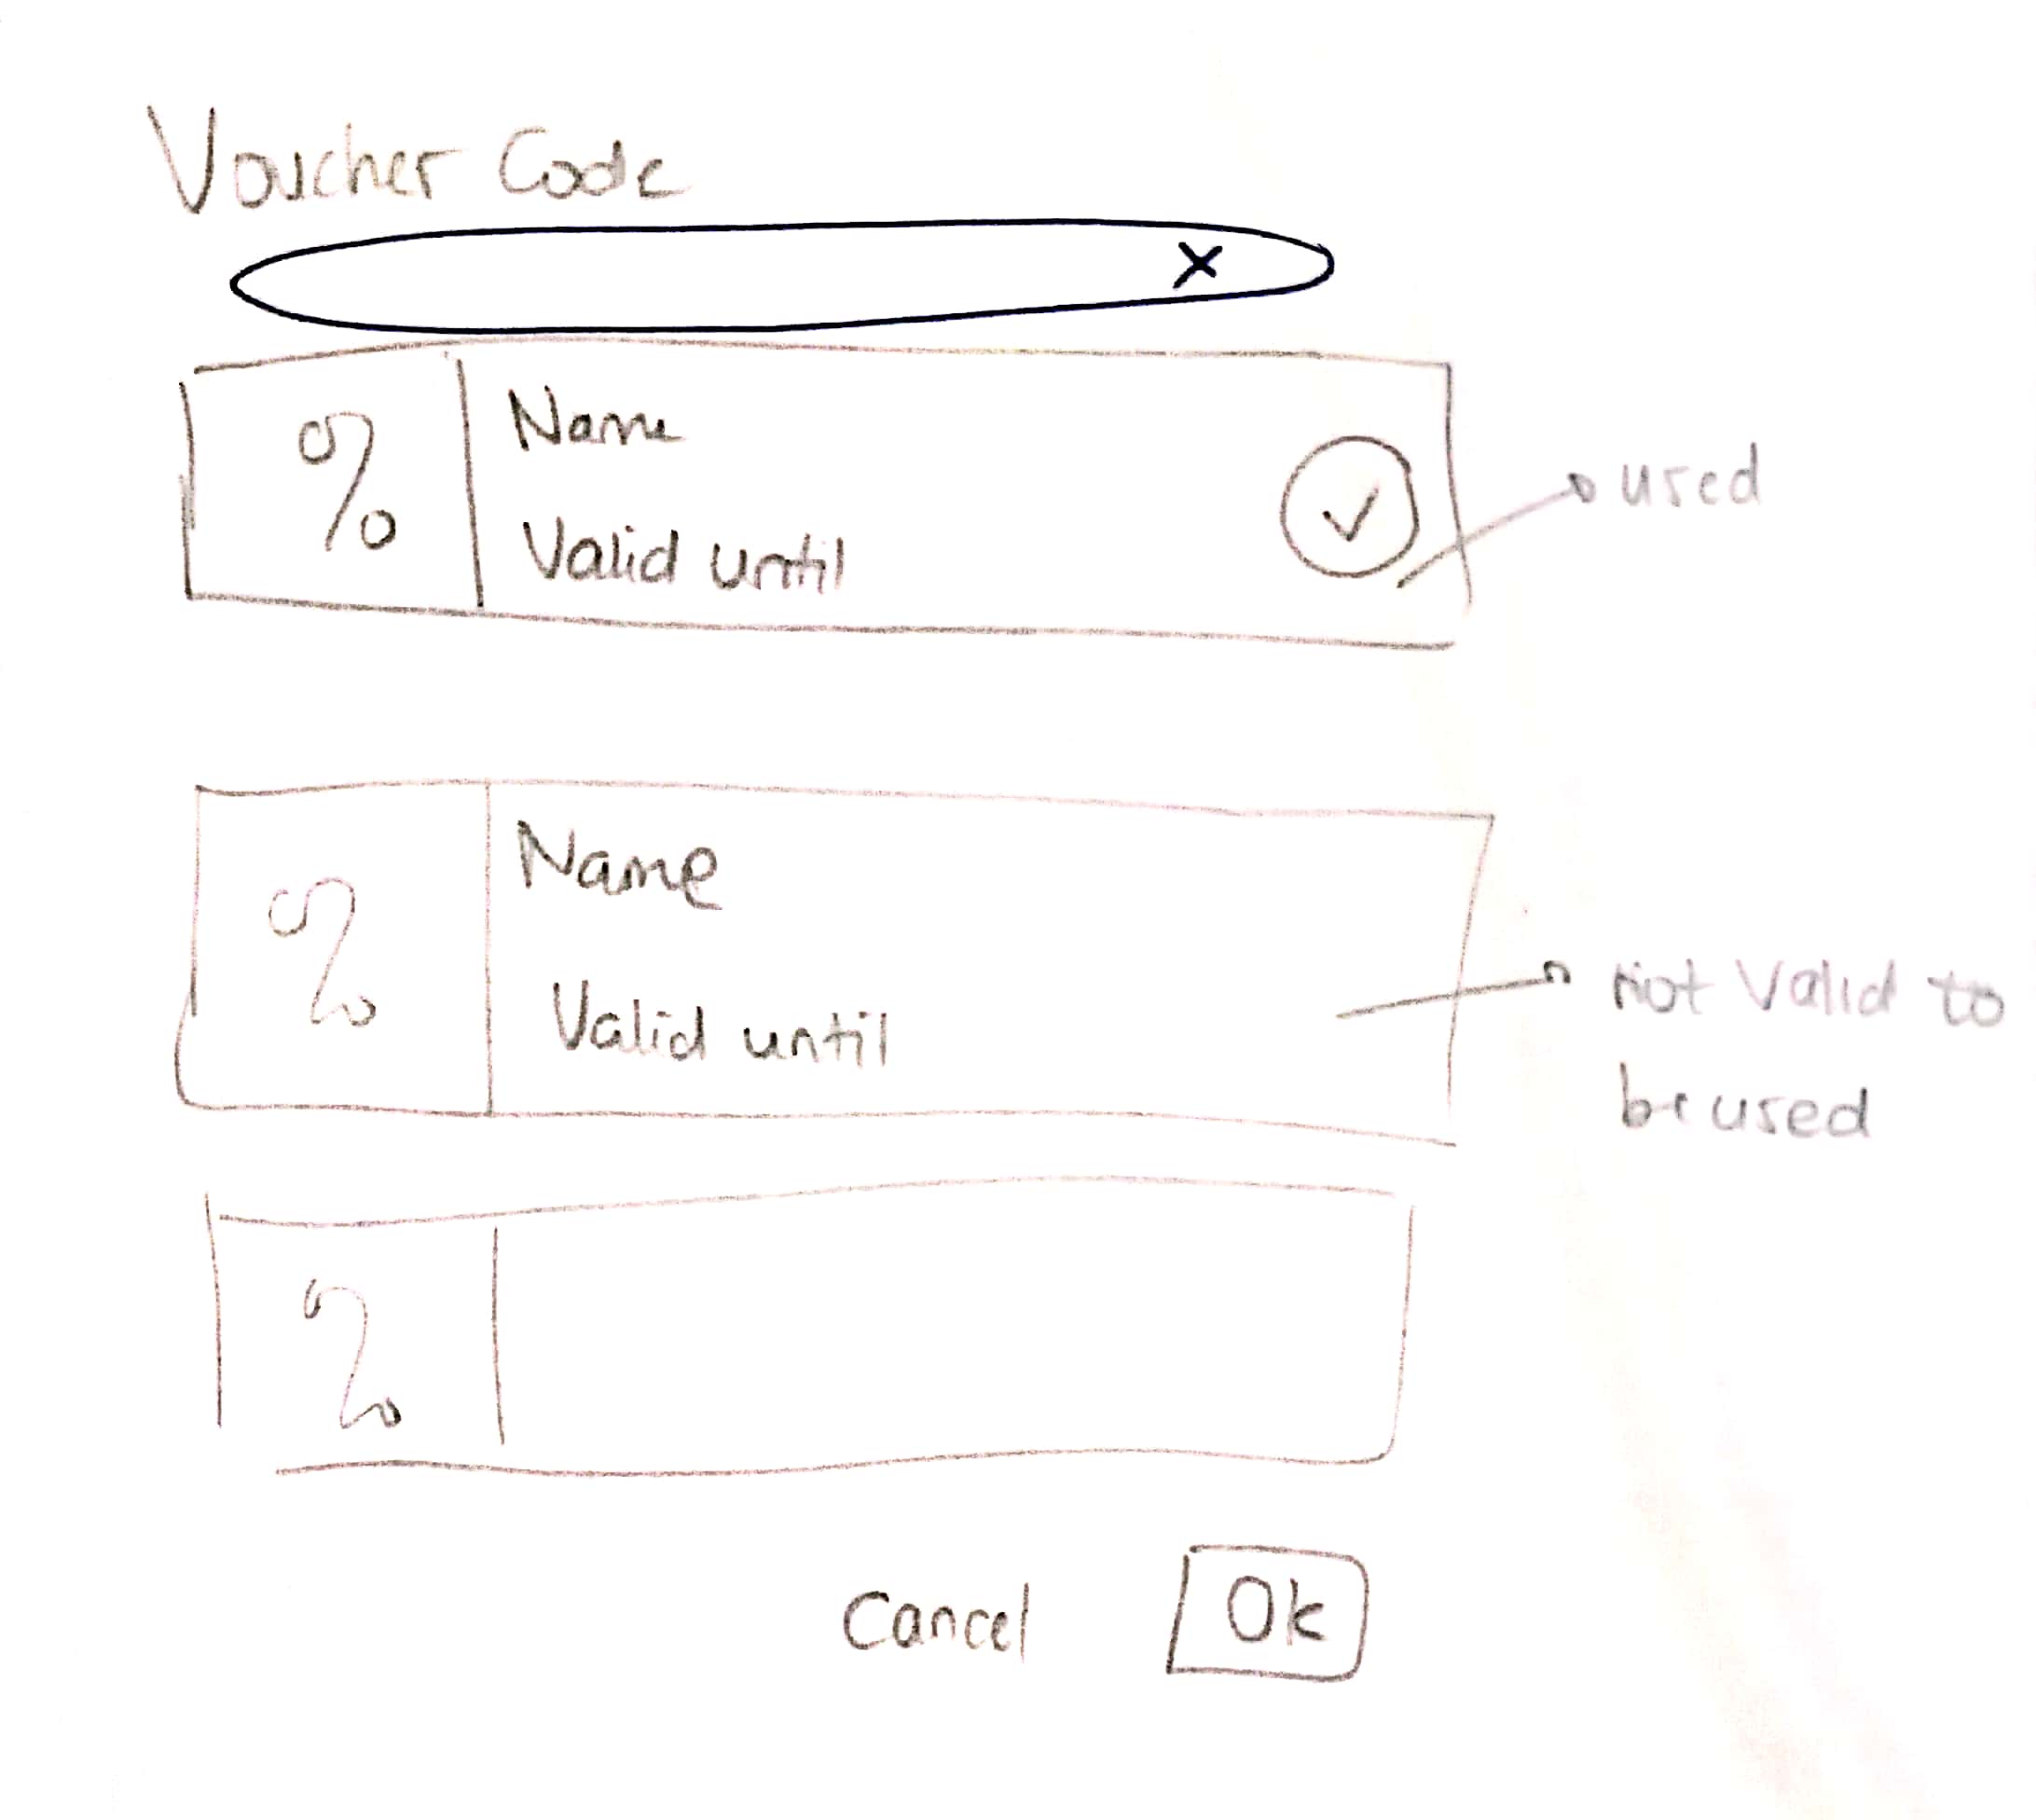 Voucher Code
X
%
Name
Valid until
used
%
Name
Valid until
not Valid to
be used
%
Cancel
Ok